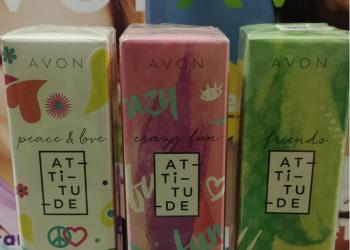 AVON
peace & love
AT
TI
TU
DE
AVON
crazy
crazy fun
AT
TI
TU
DE
AVON
friends
AT
TI
TU
DE